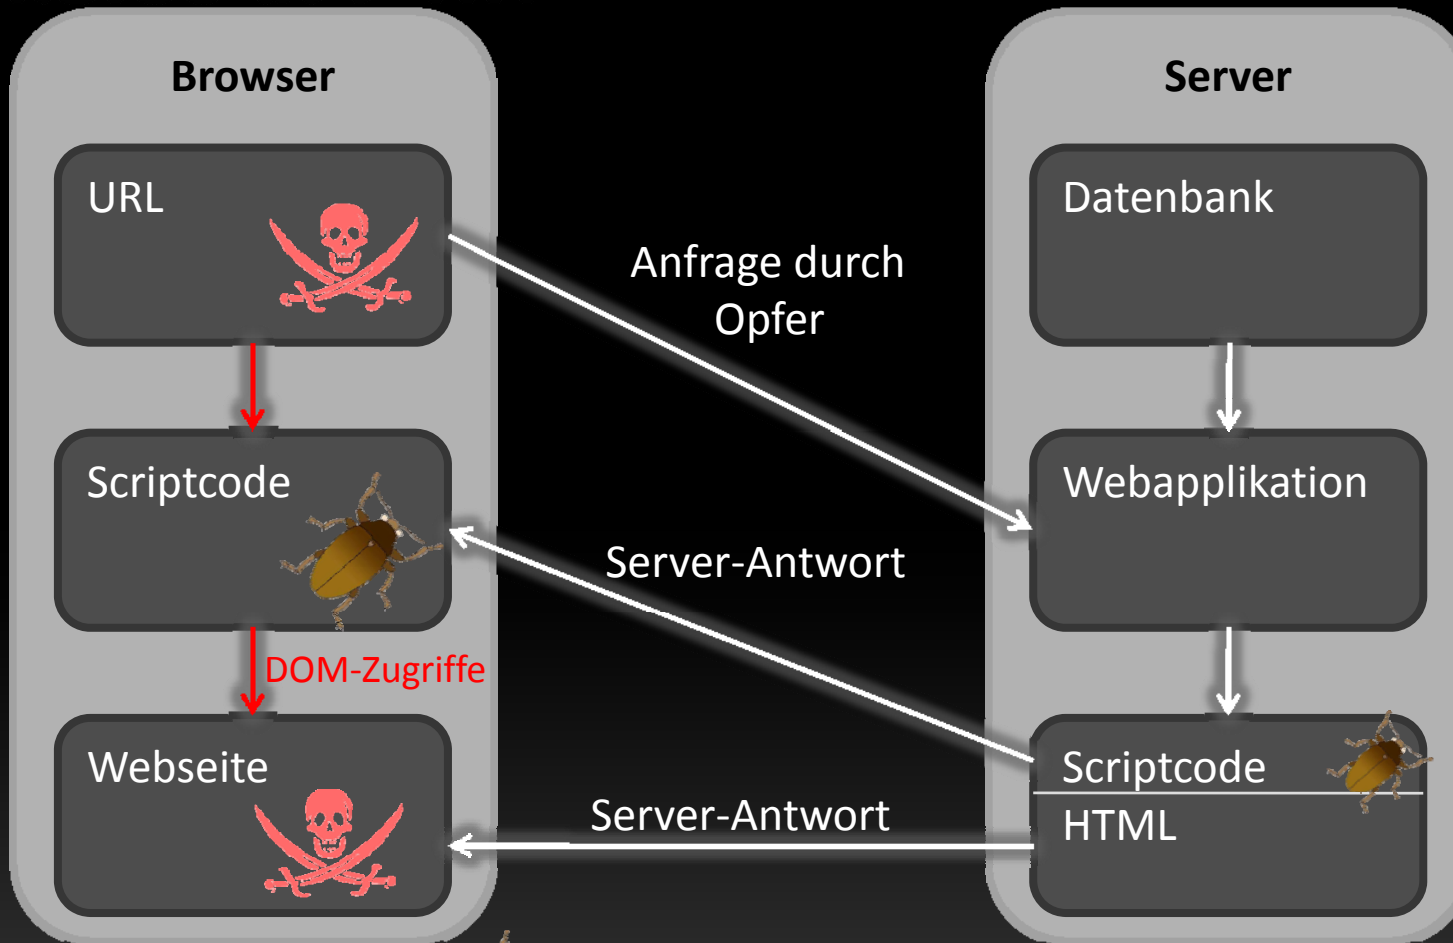 Browser
Server
URL
Datenbank
Anfrage durch
Opfer
Scriptcode
Webapplikation
Server-Antwort
DOM-Zugriffe
Webseite
Scriptcode
Server-Antwort
HTML